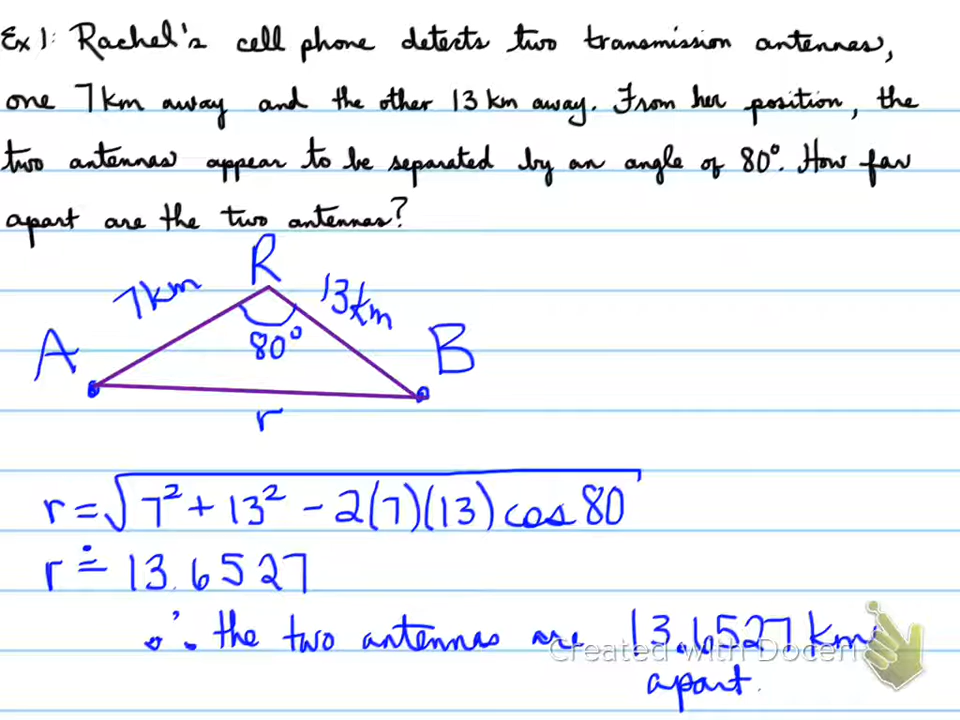 Ex 1: Rachel's cell phone detects two transmission antennas,
one 7km away and the other 13 km away. From her position, the
two antennas appear to be separated by an angle of 80°. How far
apart are the two antennas?
R
7km
13km
80°
A
B
r
r = √7² + 13² - 2(7)(13) cos 80
r ≐ 13.6527
∴ the two antennas are 13.6527 km
Created with Doceri
apart.